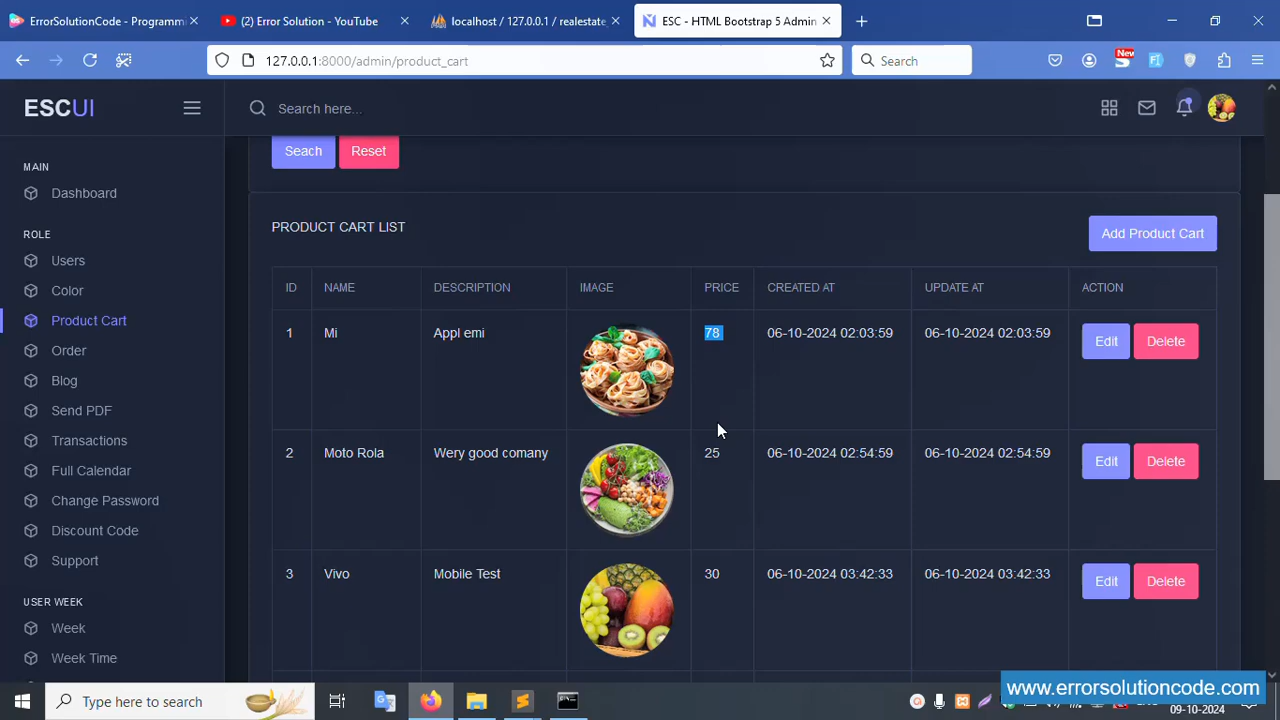 ErrorSolutionCode - Programmi
(2) Error Solution - YouTube
localhost / 127.0.0.1 / realestate
ESC - HTML Bootstrap 5 Admin
127.0.0.1:8000/admin/product_cart
Search
New
ESCUI
Search here...
MAIN
Dashboard
ROLE
Users
Color
Product Cart
Order
Blog
Send PDF
Transactions
Full Calendar
Change Password
Discount Code
Support
USER WEEK
Week
Week Time
Seach Reset
PRODUCT CART LIST
Add Product Cart
ID NAME DESCRIPTION IMAGE PRICE CREATED AT UPDATE AT ACTION
1 Mi Appl emi 78 06-10-2024 02:03:59 06-10-2024 02:03:59 Edit Delete
2 Moto Rola Wery good comany 25 06-10-2024 02:54:59 06-10-2024 02:54:59 Edit Delete
3 Vivo Mobile Test 30 06-10-2024 03:42:33 06-10-2024 03:42:33 Edit Delete
www.errorsolutioncode.com
Type here to search
09-10-2024